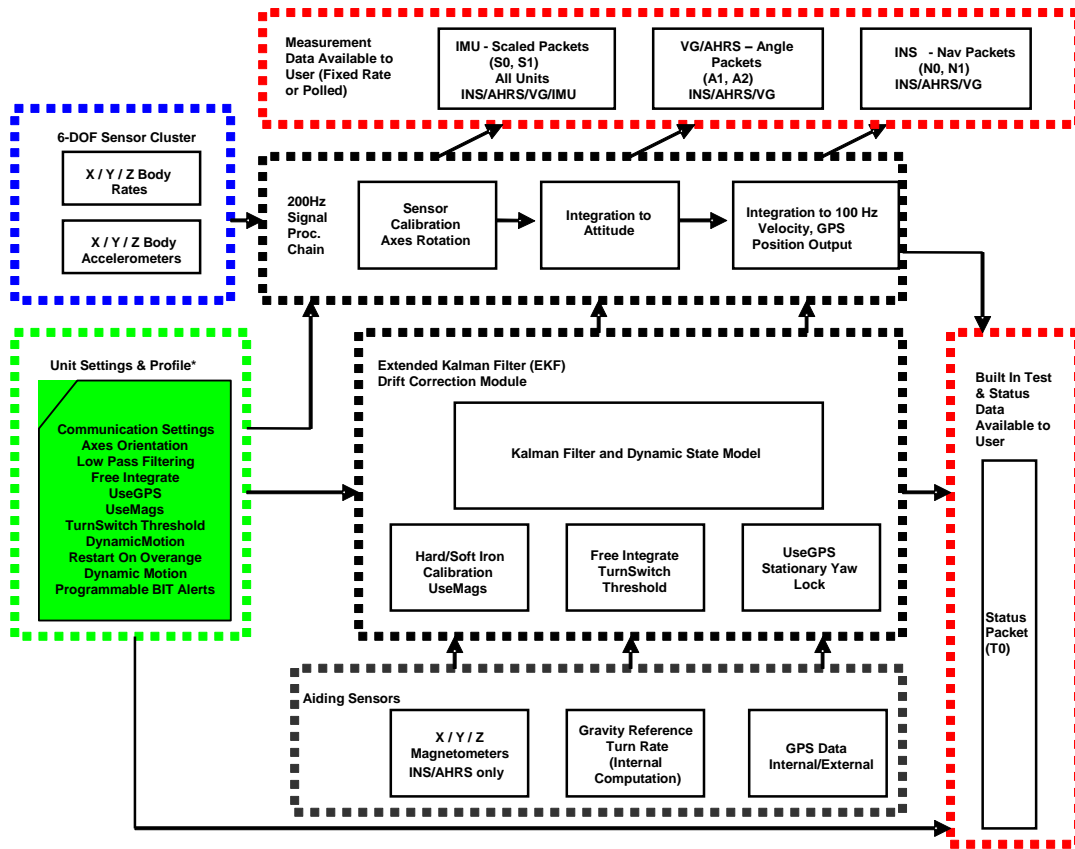 Measurement
Data Available to
User (Fixed Rate
or Polled)
IMU - Scaled Packets
(S0, S1)
All Units
INS/AHRS/VG/IMU
VG/AHRS – Angle
Packets
(A1, A2)
INS/AHRS/VG
INS - Nav Packets
(N0, N1)
INS/AHRS/VG
6-DOF Sensor Cluster
X / Y / Z Body
Rates
X / Y / Z Body
Accelerometers
200Hz
Signal
Proc.
Chain
Sensor
Calibration
Axes Rotation
Integration to
Attitude
Integration to 100 Hz
Velocity, GPS
Position Output
Unit Settings & Profile*
Communication Settings
Axes Orientation
Low Pass Filtering
Free Integrate
UseGPS
UseMags
TurnSwitch Threshold
DynamicMotion
Restart On Overange
Dynamic Motion
Programmable BIT Alerts
Extended Kalman Filter (EKF)
Drift Correction Module
Kalman Filter and Dynamic State Model
Hard/Soft Iron
Calibration
UseMags
Free Integrate
TurnSwitch
Threshold
UseGPS
Stationary Yaw
Lock
Built In Test
& Status
Data
Available to
User
Status
Packet
(T0)
Aiding Sensors
X / Y / Z
Magnetometers
INS/AHRS only
Gravity Reference
Turn Rate
(Internal
Computation)
GPS Data
Internal/External